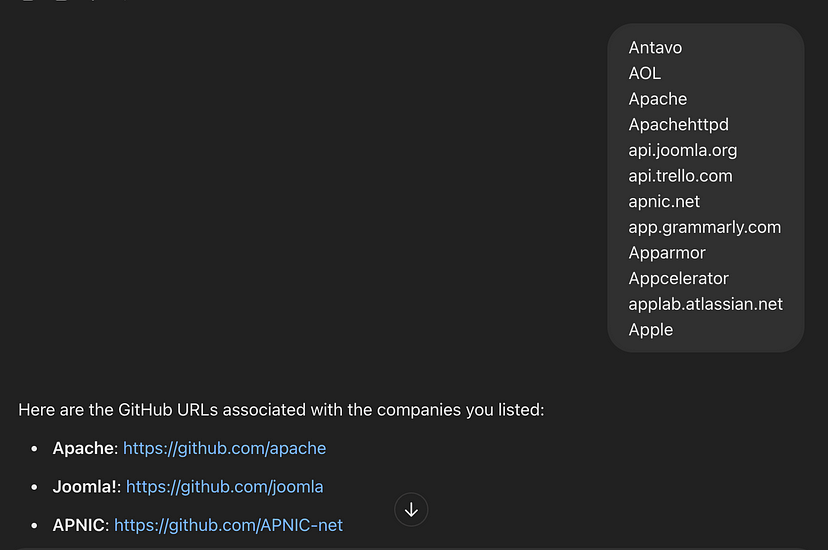 Antavo
AOL
Apache
Apachehttpd
api.joomla.org
api.trello.com
apnic.net
app.grammarly.com
Apparmor
Appcelerator
applab.atlassian.net
Apple
Here are the GitHub URLs associated with the companies you listed:
• Apache: https://github.com/apache
• Joomla!: https://github.com/joomla
• APNIC: https://github.com/APNIC-net